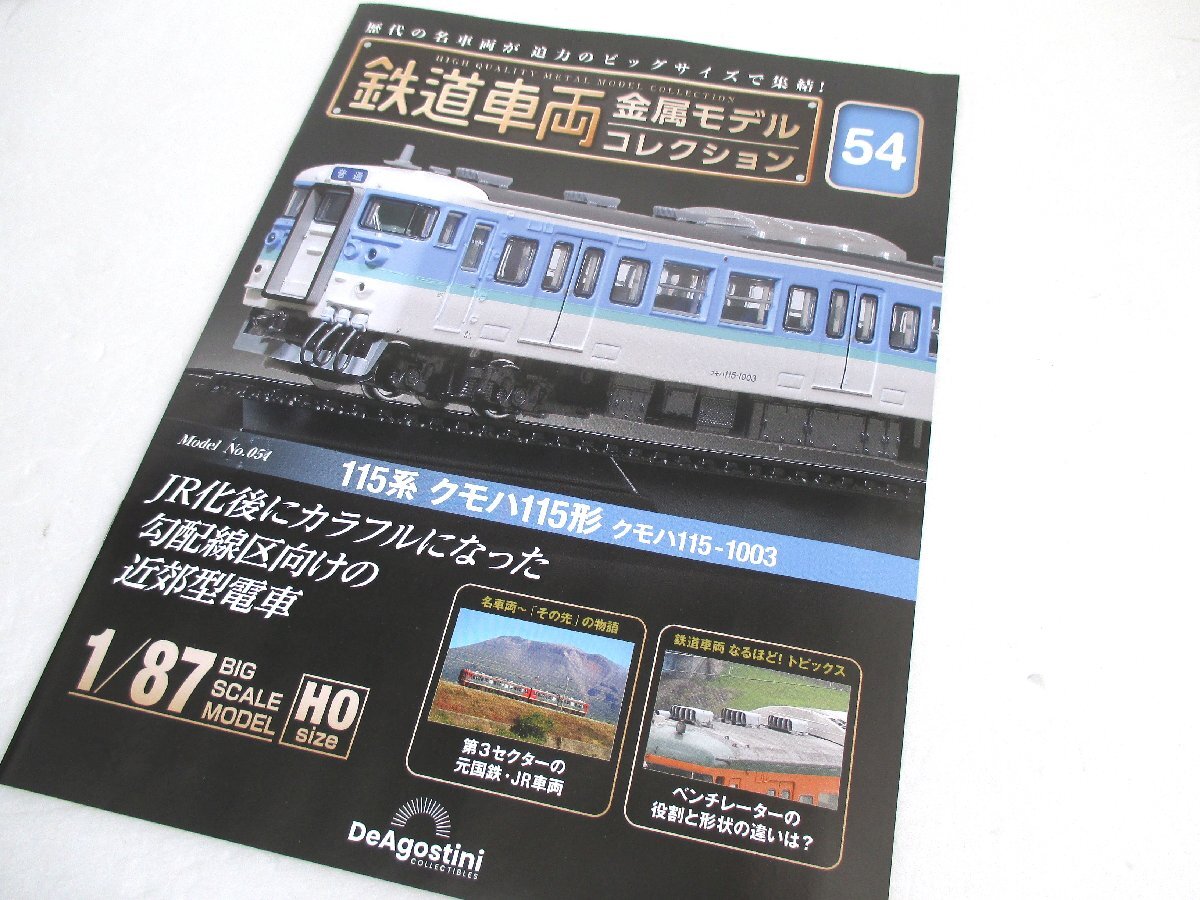 歴代の名車両が 迫力のビッグサイズで集結!
HIGH QUALITY METAL MODEL COLLECTION
鉄道車両
金属モデル
コレクション
54
普通
クモハ115-1003
Model No.054
115系 クモハ115形 クモハ115-1003
JR化後にカラフルになった
勾配線区向けの
近郊型電車
1/87
BIG
SCALE
MODEL
HO
size
名車両〜「その先」の物語
第3セクターの
元国鉄・JR車両
鉄道車両 なるほど!トピックス
ベンチレーターの
役割と形状の違いは?
DeAgostini
COLLECTIBLES